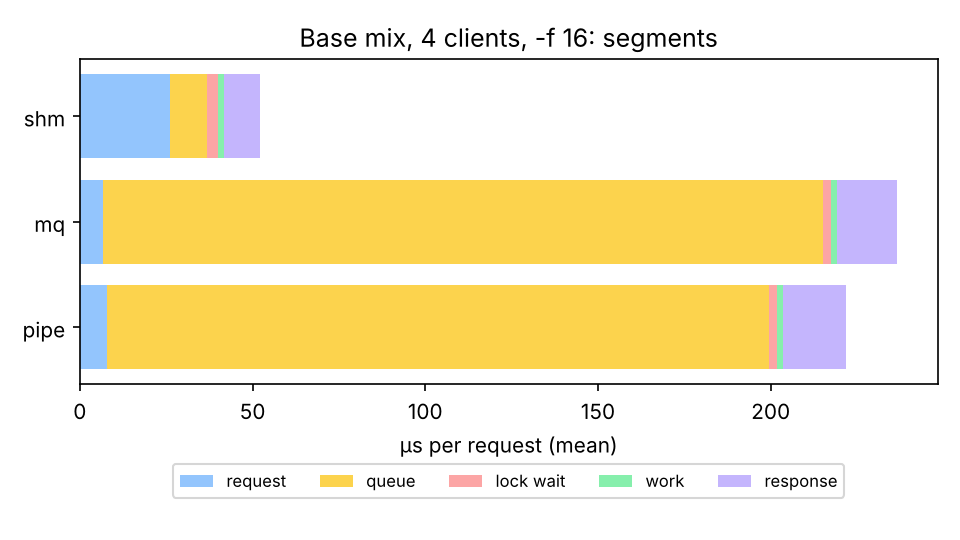 Base mix, 4 clients, -f 16: segments
shm
mq
pipe
0 50 100 150 200
µs per request (mean)
request queue lock wait work response